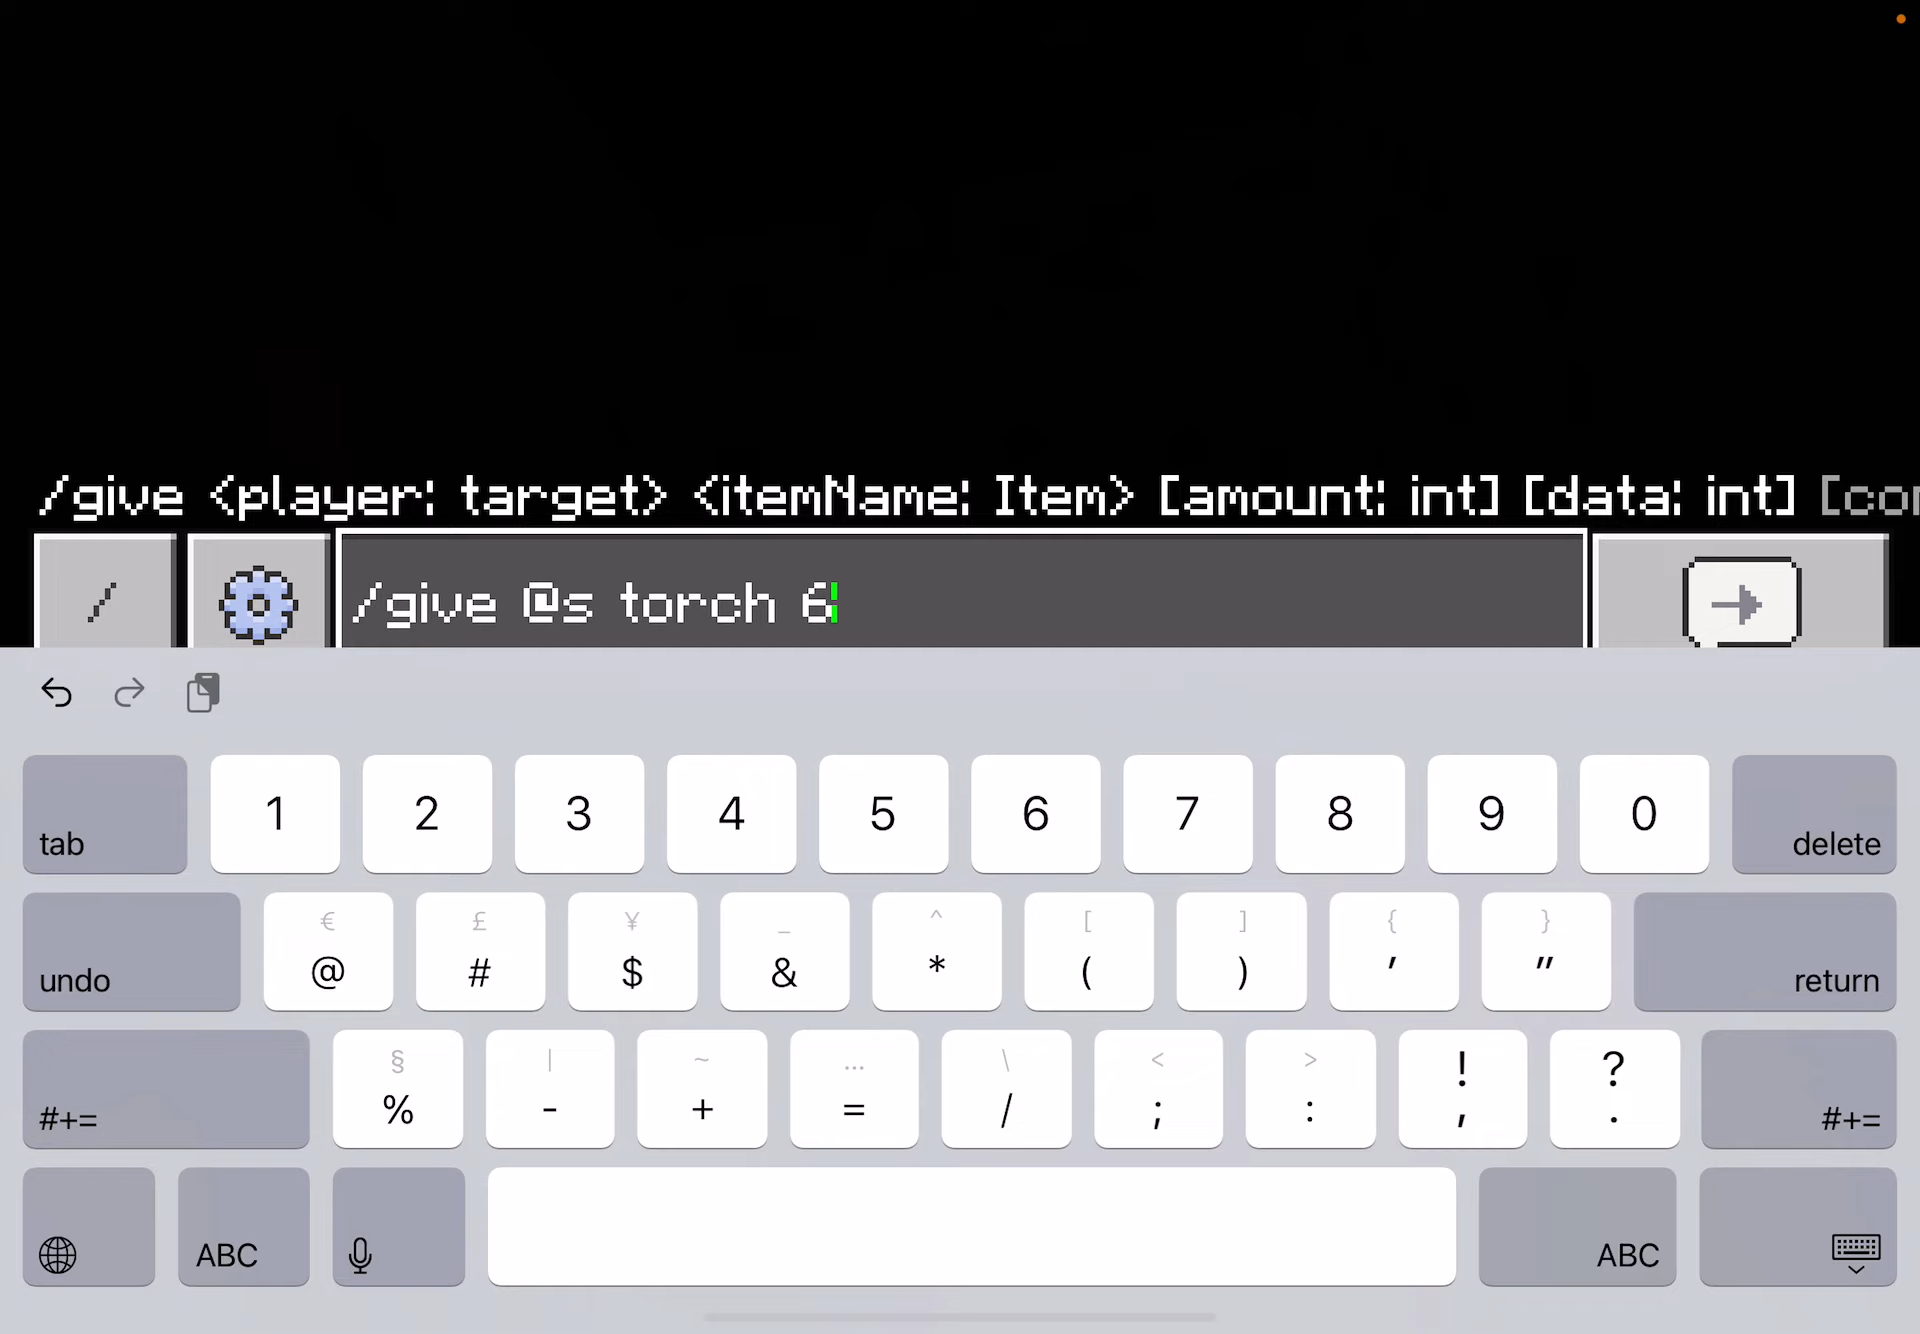 /give <player: target> <itemName: Item> [amount: int] [data: int]
/
/give @s torch 6
tab 1 2 3 4 5 6 7 8 9 0 delete
€ £ ¥ _ ^ [ ] { }
undo @ # $ & * ( ) ' " return
§ | ~ … \ < > ! ?
#+= % - + = / ; : , . #+=
ABC ABC